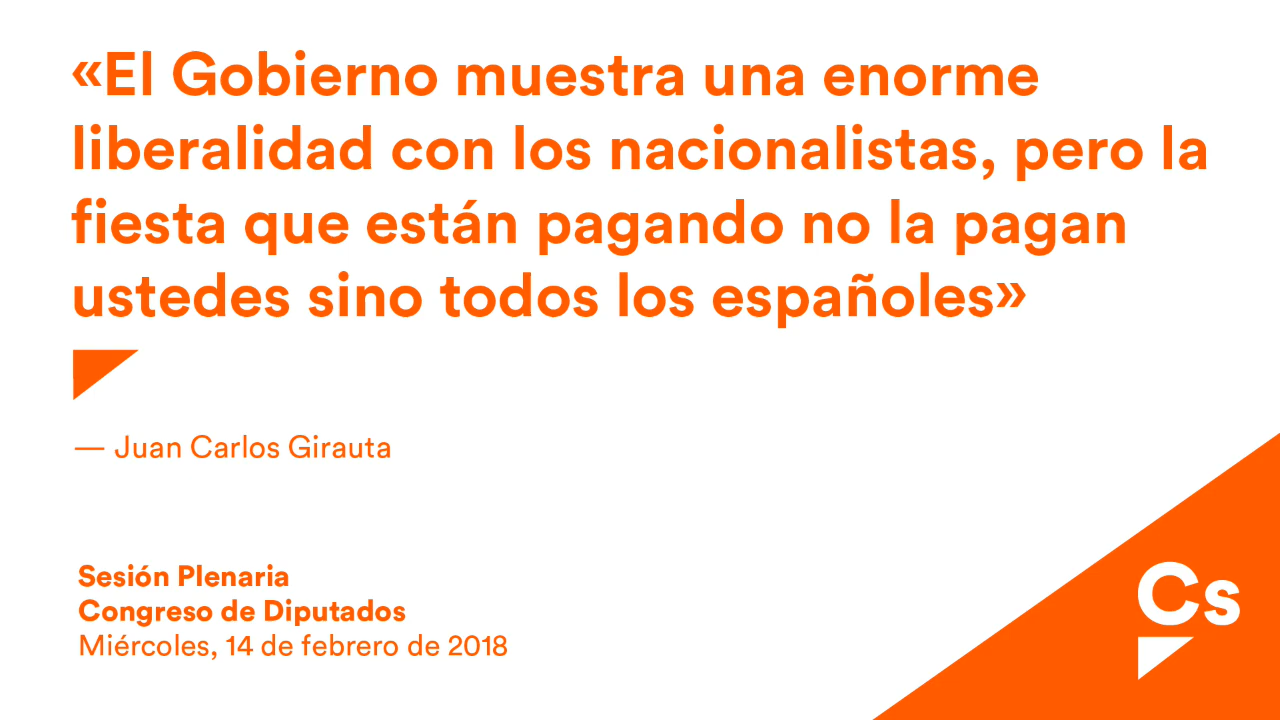 «El Gobierno muestra una enorme
liberalidad con los nacionalistas, pero la
fiesta que están pagando no la pagan
ustedes sino todos los españoles»
— Juan Carlos Girauta
Sesión Plenaria
Congreso de Diputados
Miércoles, 14 de febrero de 2018
Cs